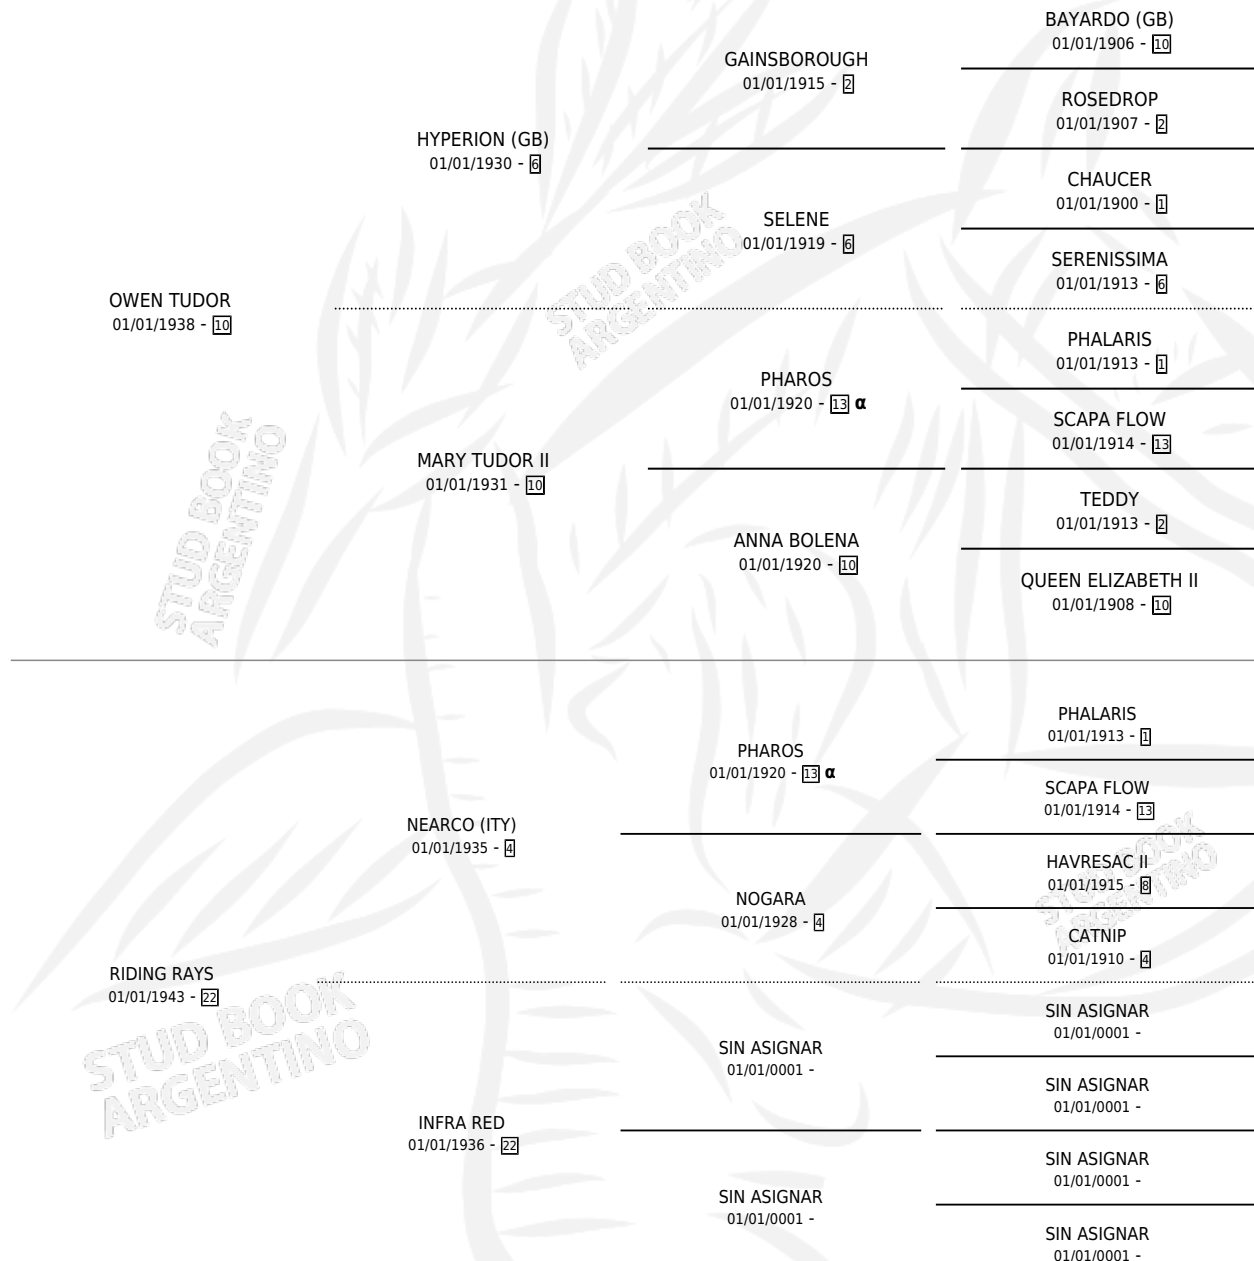 BAYARDO (GB)
01/01/1906 - 10
GAINSBOROUGH
01/01/1915 - 2
ROSEDROP
01/01/1907 - 2
HYPERION (GB)
01/01/1930 - 6
CHAUCER
01/01/1900 - 1
SELENE
01/01/1919 - 6
SERENISSIMA
01/01/1913 - 6
OWEN TUDOR
01/01/1938 - 10
PHALARIS
01/01/1913 - 1
PHAROS
01/01/1920 - 13 α
SCAPA FLOW
01/01/1914 - 13
MARY TUDOR II
01/01/1931 - 10
TEDDY
01/01/1913 - 2
ANNA BOLENA
01/01/1920 - 10
QUEEN ELIZABETH II
01/01/1908 - 10
PHALARIS
01/01/1913 - 1
PHAROS
01/01/1920 - 13 α
SCAPA FLOW
01/01/1914 - 13
NEARCO (ITY)
01/01/1935 - 4
HAVRESAC II
01/01/1915 - 8
NOGARA
01/01/1928 - 4
CATNIP
01/01/1910 - 4
RIDING RAYS
01/01/1943 - 22
SIN ASIGNAR
01/01/0001 -
SIN ASIGNAR
01/01/0001 -
SIN ASIGNAR
01/01/0001 -
INFRA RED
01/01/1936 - 22
SIN ASIGNAR
01/01/0001 -
SIN ASIGNAR
01/01/0001 -
SIN ASIGNAR
01/01/0001 -
STUD BOOK
ARGENTINO
STUD BOOK
ARGENTINO
STUD BOOK
ARGENTINO
STUD BOOK
ARGENTINO